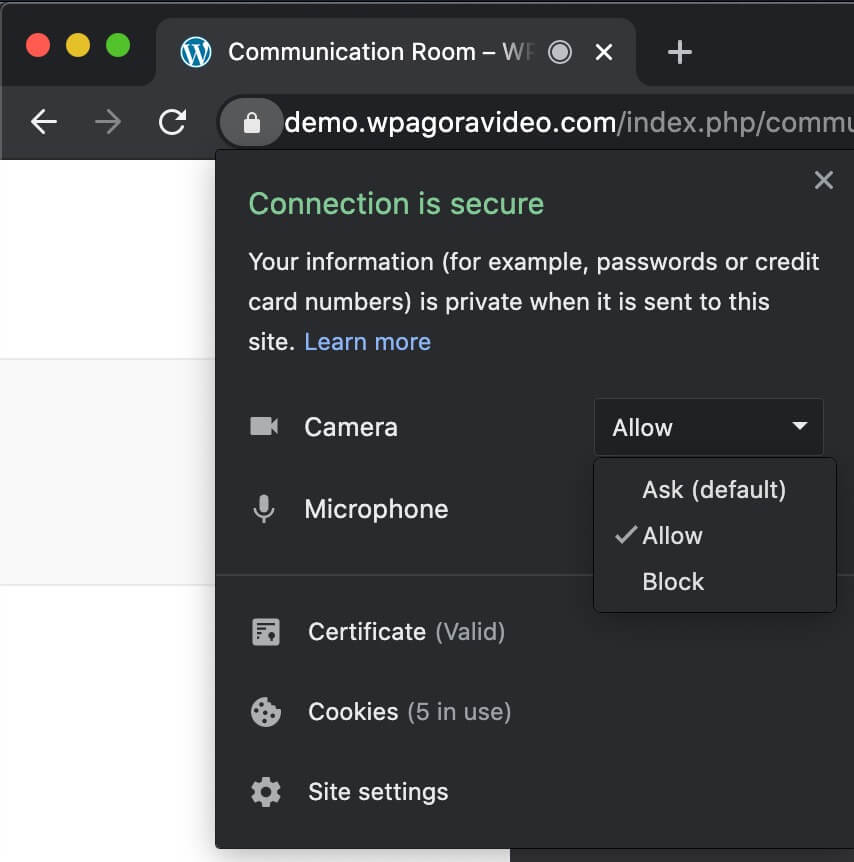 Communication Room – WP
demo.wpagoravideo.com/index.php/commu
Connection is secure
Your information (for example, passwords or credit
card numbers) is private when it is sent to this
site. Learn more
Camera
Allow
Ask (default)
Microphone
Allow
Block
Certificate (Valid)
Cookies (5 in use)
Site settings